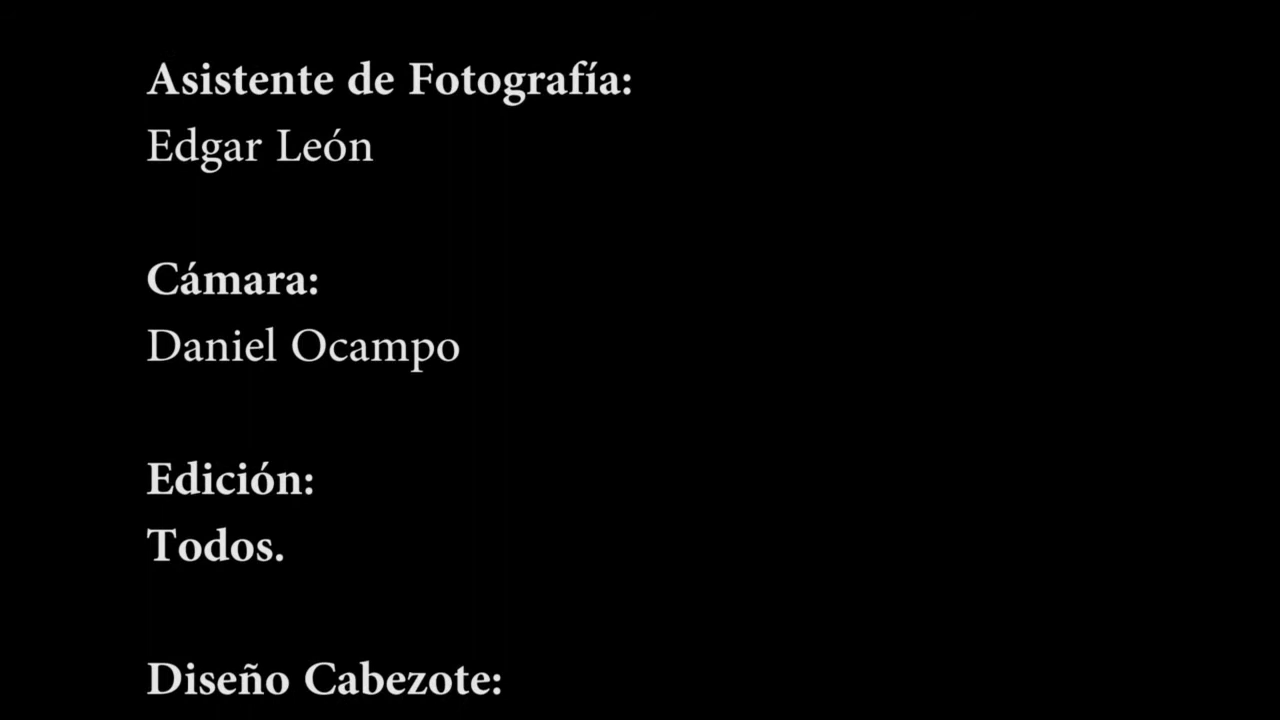 Asistente de Fotografía:
Edgar León
Cámara:
Daniel Ocampo
Edición:
Todos.
Diseño Cabezote: